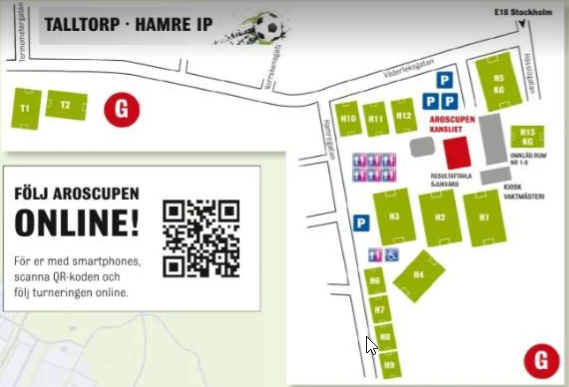 TALLTORP · HAMRE IP
E18 Stockholm
Termometergatan
Väderleksgatan
Hamregatan
T1
T2
G
H10
H11
H12
P
P
P
H5
KG
AROSCUPEN
KANSLIET
H13
KG
OMKLÄD RUM
NR 1-9
RESULTATTAVLA
SJUKVÅRD
KIOSK
VAKTMÄSTERI
P
H3
H2
H1
H4
H6
H7
H8
H9
G
FÖLJ AROSCUPEN
ONLINE!
För er med smartphones,
scanna QR-koden och
följ turneringen online.